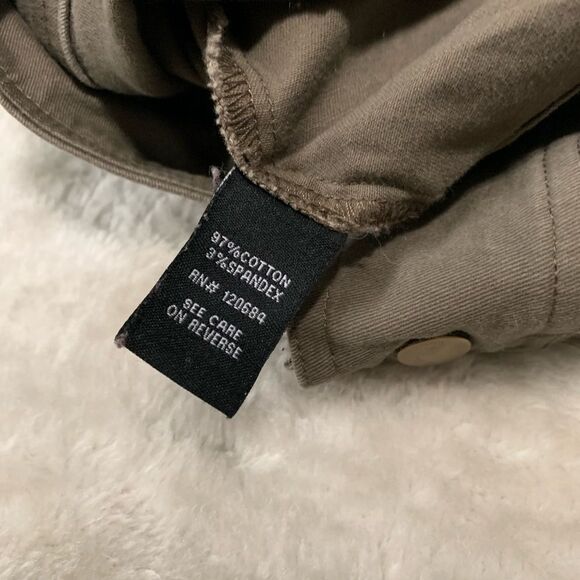 97%COTTON
3%SPANDEX
RN# 120684
SEE CARE
ON REVERSE